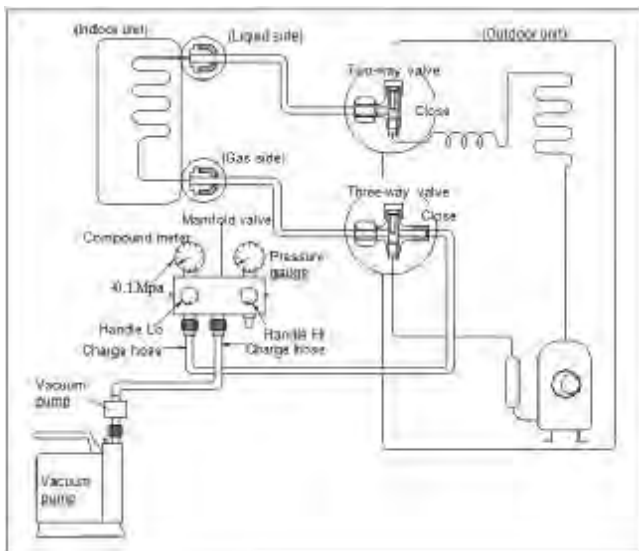 (Indoor unit)
(Liquid side)
(Outdoor unit)
Two-way valve
Close
(Gas side)
Three-way valve
Close
Manifold valve
Compound meter
Pressure
gauge
-0.1Mpa
Handle Lo
Handle Hi
Charge hose
Charge hose
Vacuum
pump
Vacuum
pump